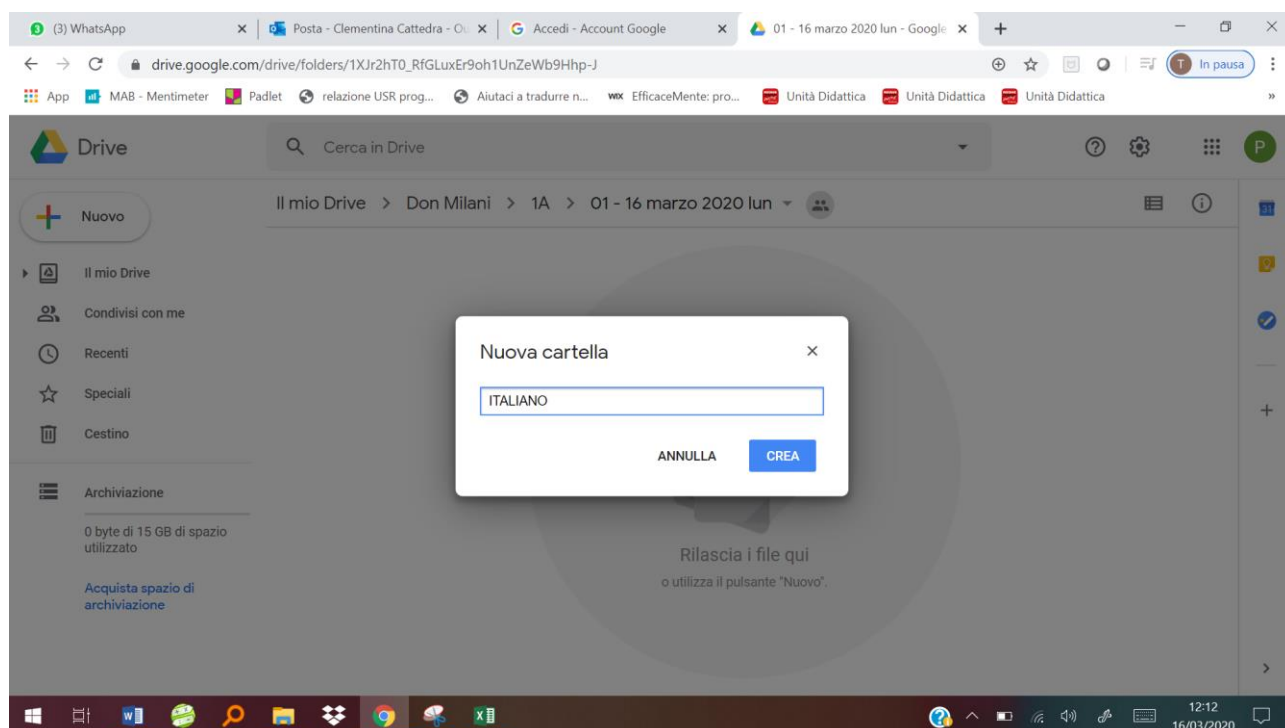 (3) WhatsApp
Posta - Clementina Cattedra - Ou
Accedi - Account Google
01 - 16 marzo 2020 lun - Google
drive.google.com/drive/folders/1XJr2hT0_RfGLuxEr9oh1UnZeWb9Hhp-J
T In pausa
App
MAB - Mentimeter
Padlet
relazione USR prog...
Aiutaci a tradurre n...
WIX EfficaceMente: pro...
Unità Didattica
Unità Didattica
Unità Didattica
»
Drive
Cerca in Drive
P
Nuovo
Il mio Drive > Don Milani > 1A > 01 - 16 marzo 2020 lun
31
Il mio Drive
Condivisi con me
Recenti
Speciali
Cestino
Archiviazione
0 byte di 15 GB di spazio
utilizzato
Acquista spazio di
archiviazione
Nuova cartella
ITALIANO
ANNULLA
CREA
Rilascia i file qui
o utilizza il pulsante "Nuovo".
12:12
16/03/2020